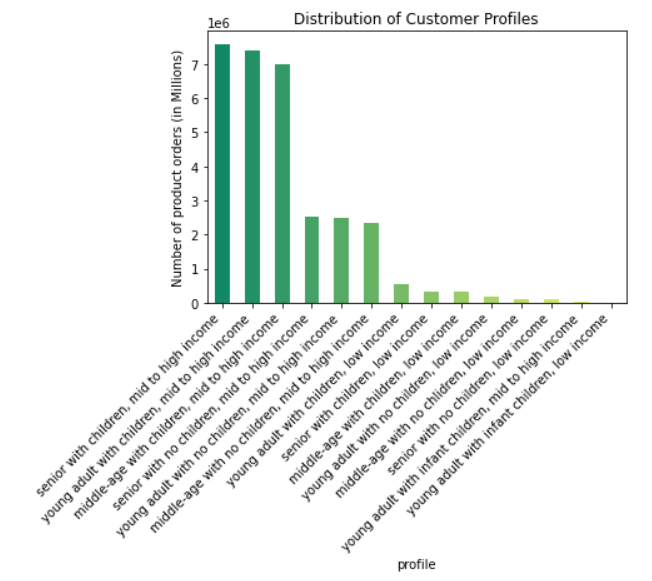 Distribution of Customer Profiles
1e6
Number of product orders (in Millions)
7
6
5
4
3
2
1
0
senior with children, mid to high income
young adult with children, mid to high income
middle-age with children, mid to high income
senior with no children, mid to high income
young adult with no children, mid to high income
middle-age with no children, mid to high income
young adult with children, low income
senior with children, low income
middle-age with children, low income
young adult with no children, low income
middle-age with no children, low income
senior with no children, low income
young adult with infant children, mid to high income
young adult with infant children, low income
profile